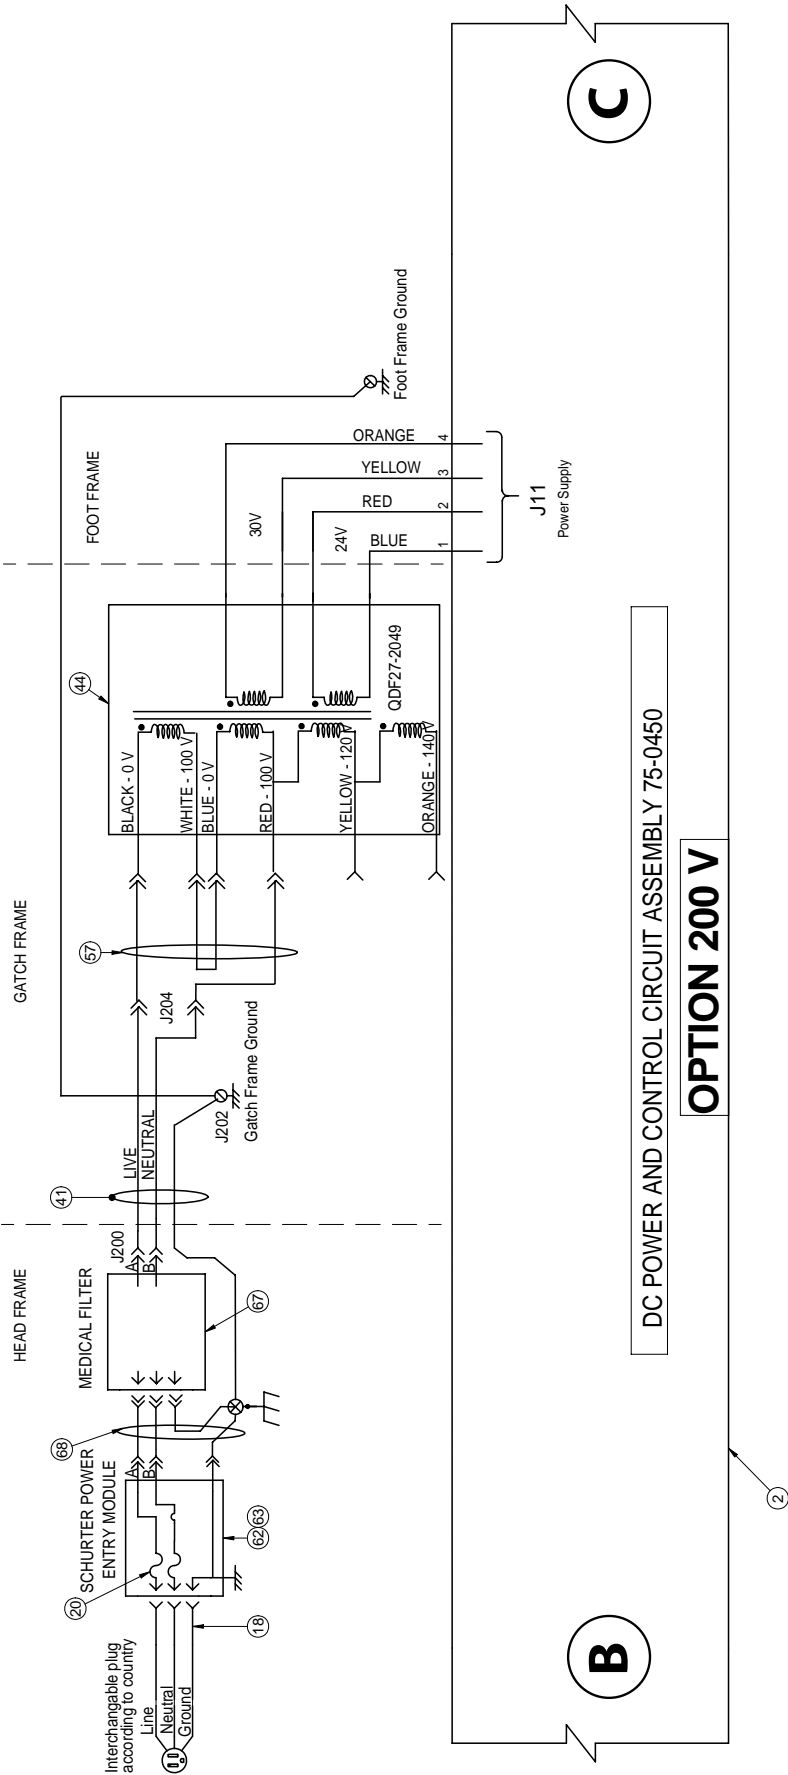 HEAD FRAME
GATCH FRAME
FOOT FRAME
Interchangable plug
according to country
Line
Neutral
Ground
18
20
SCHURTER POWER
ENTRY MODULE
A
B
62
63
68
MEDICAL FILTER
67
J200
A
B
41
LIVE
NEUTRAL
J202
Gatch Frame Ground
J204
57
44
BLACK - 0 V
WHITE - 100 V
BLUE - 0 V
RED - 100 V
YELLOW - 120 V
ORANGE - 140 V
QDF27-2049
30V
24V
ORANGE
YELLOW
RED
BLUE
4
3
2
1
J11
Power Supply
Foot Frame Ground
B
C
DC POWER AND CONTROL CIRCUIT ASSEMBLY 75-0450
OPTION 200 V
2